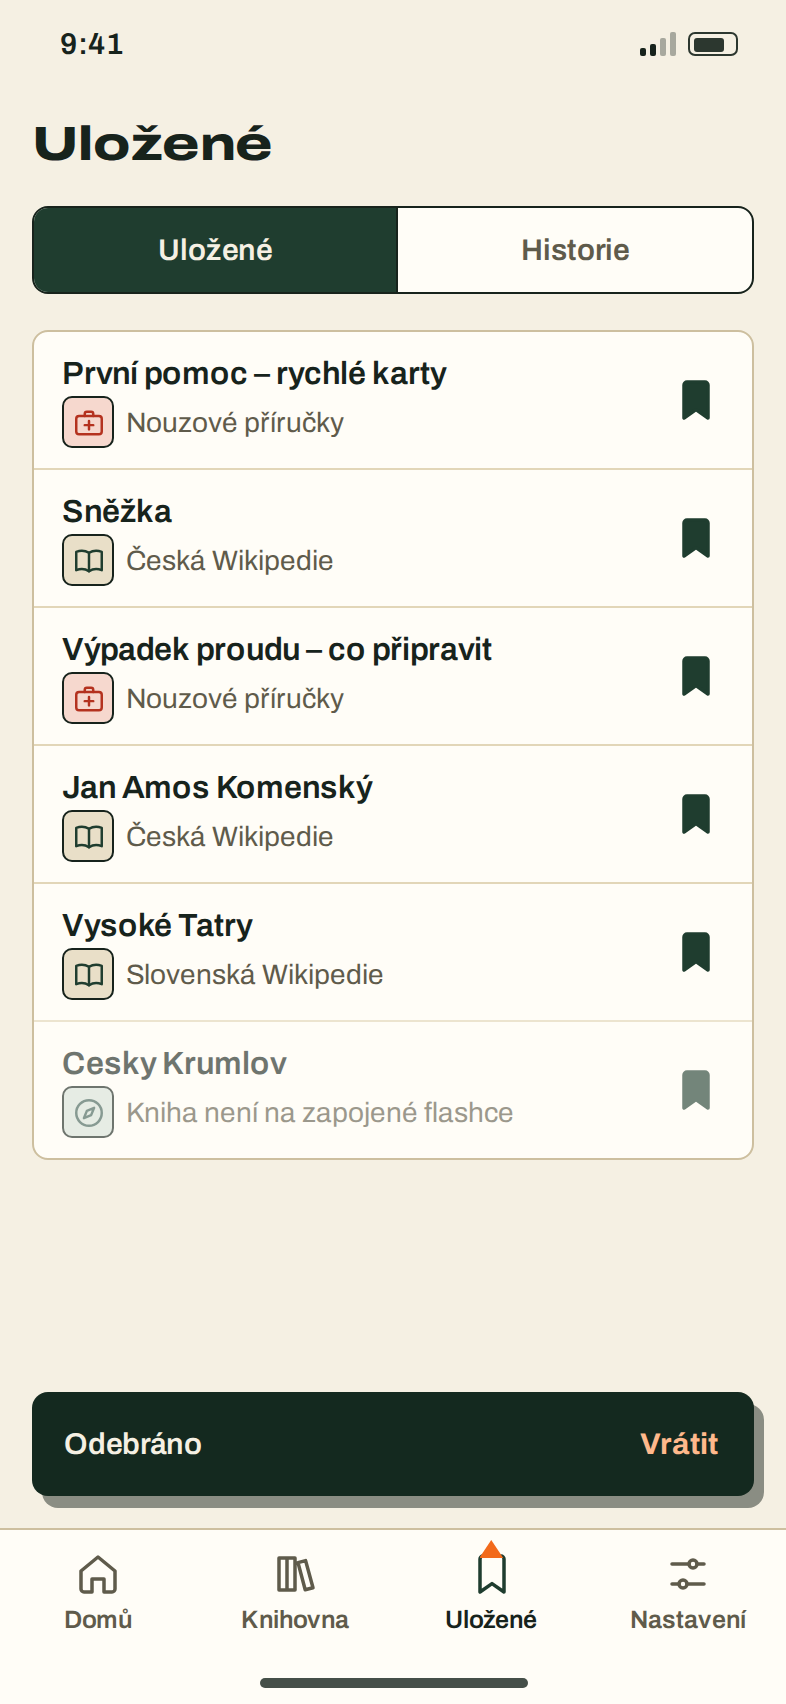 9:41
Uložené
Uložené
Historie
První pomoc – rychlé karty
Nouzové příručky
Sněžka
Česká Wikipedie
Výpadek proudu – co připravit
Nouzové příručky
Jan Amos Komenský
Česká Wikipedie
Vysoké Tatry
Slovenská Wikipedie
Cesky Krumlov
Kniha není na zapojené flashce
Odebráno
Vrátit
Domů
Knihovna
Uložené
Nastavení